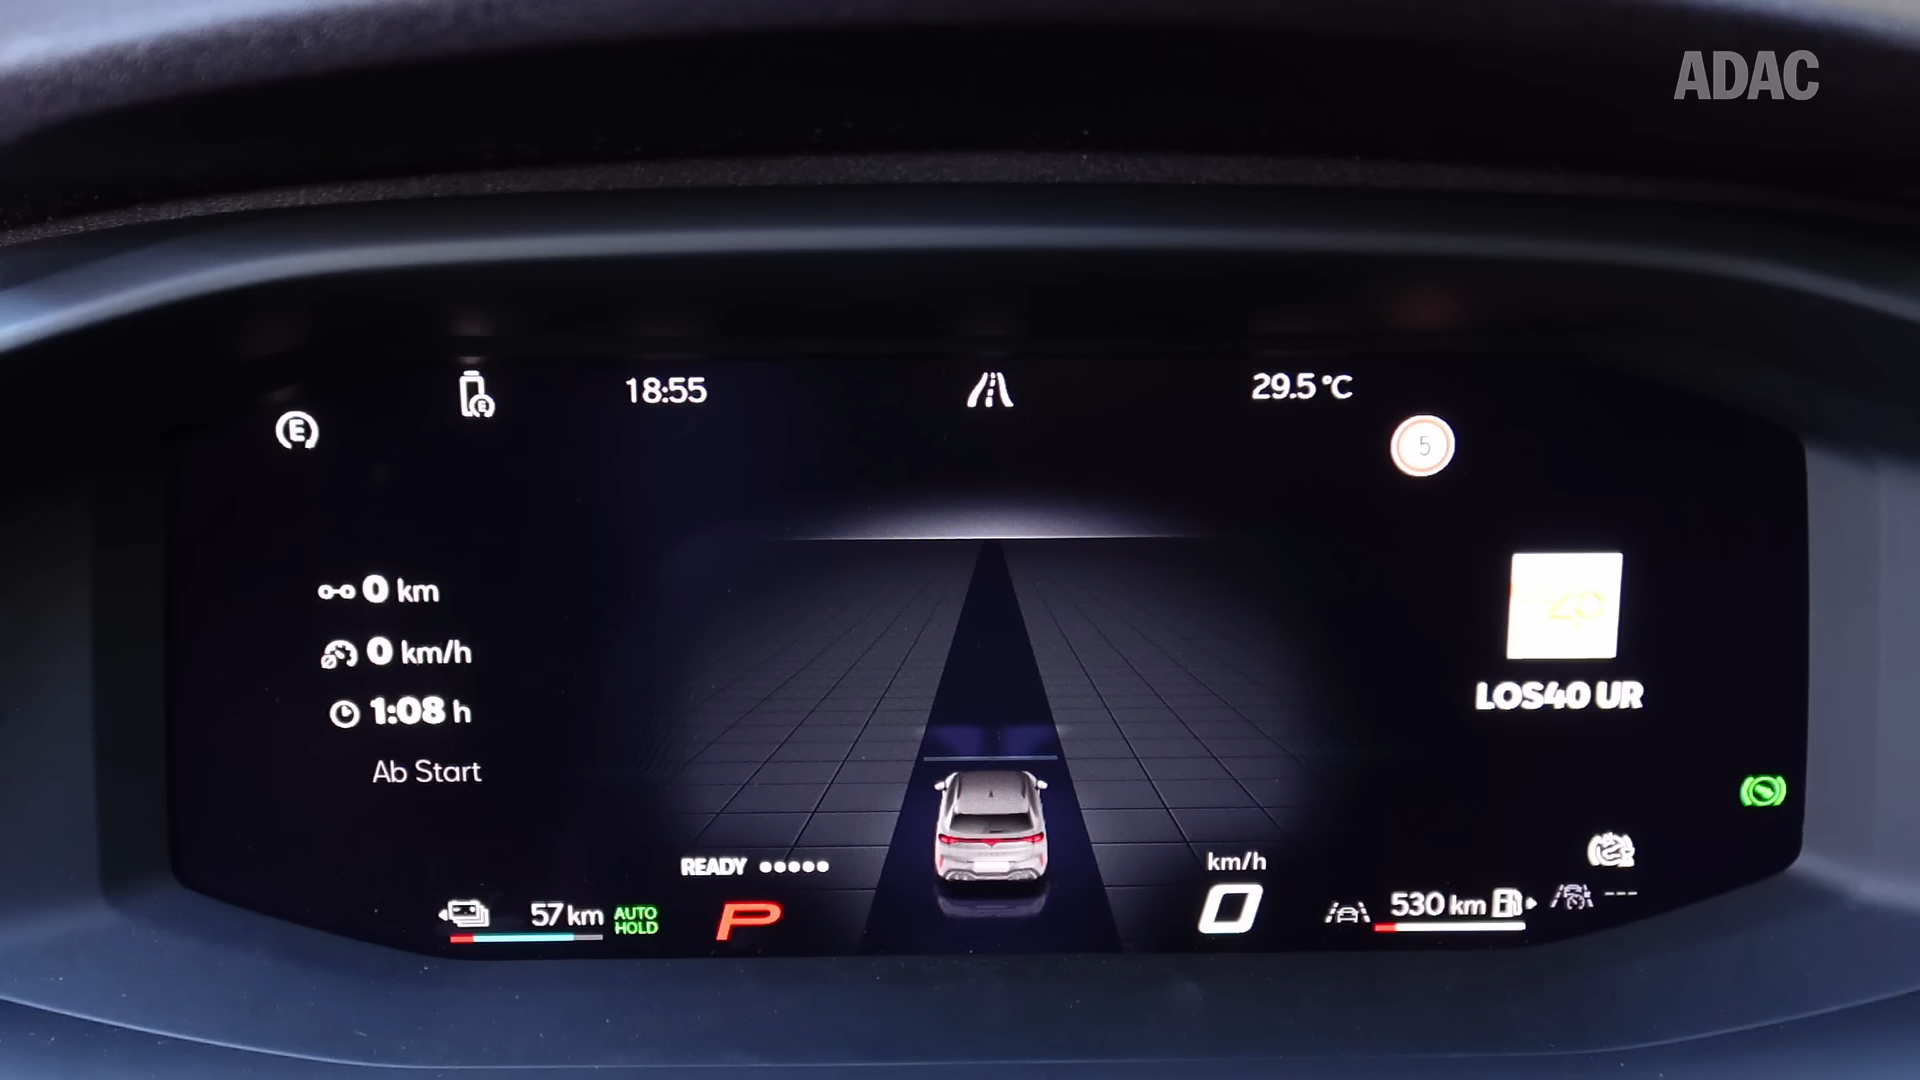 ADAC
18:55
29.5°C
E
E
5
0 km
0 km/h
1:08 h
Ab Start
LOS40 UR
READY
km/h
57 km
AUTO
HOLD
P
0
530 km
---